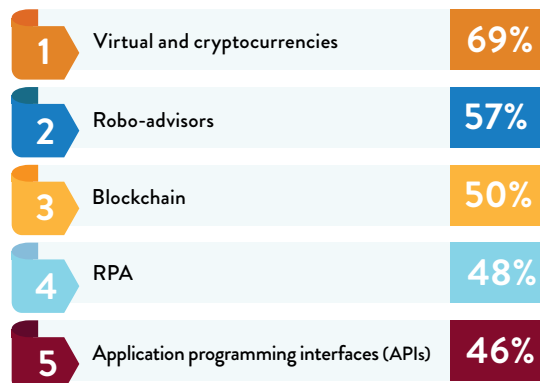 1 Virtual and cryptocurrencies 69%
2 Robo-advisors 57%
3 Blockchain 50%
4 RPA 48%
5 Application programming interfaces (APIs) 46%